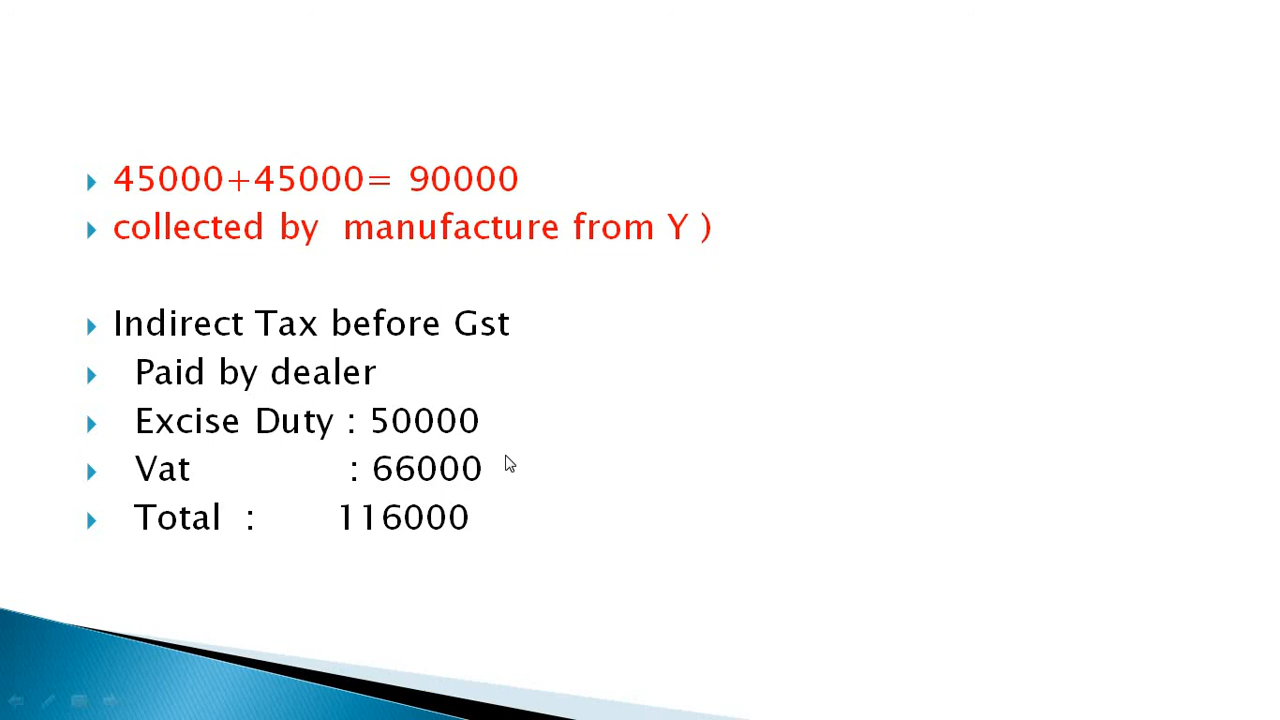 45000+45000= 90000
collected by manufacture from Y )
Indirect Tax before Gst
Paid by dealer
Excise Duty : 50000
Vat : 66000
Total : 116000